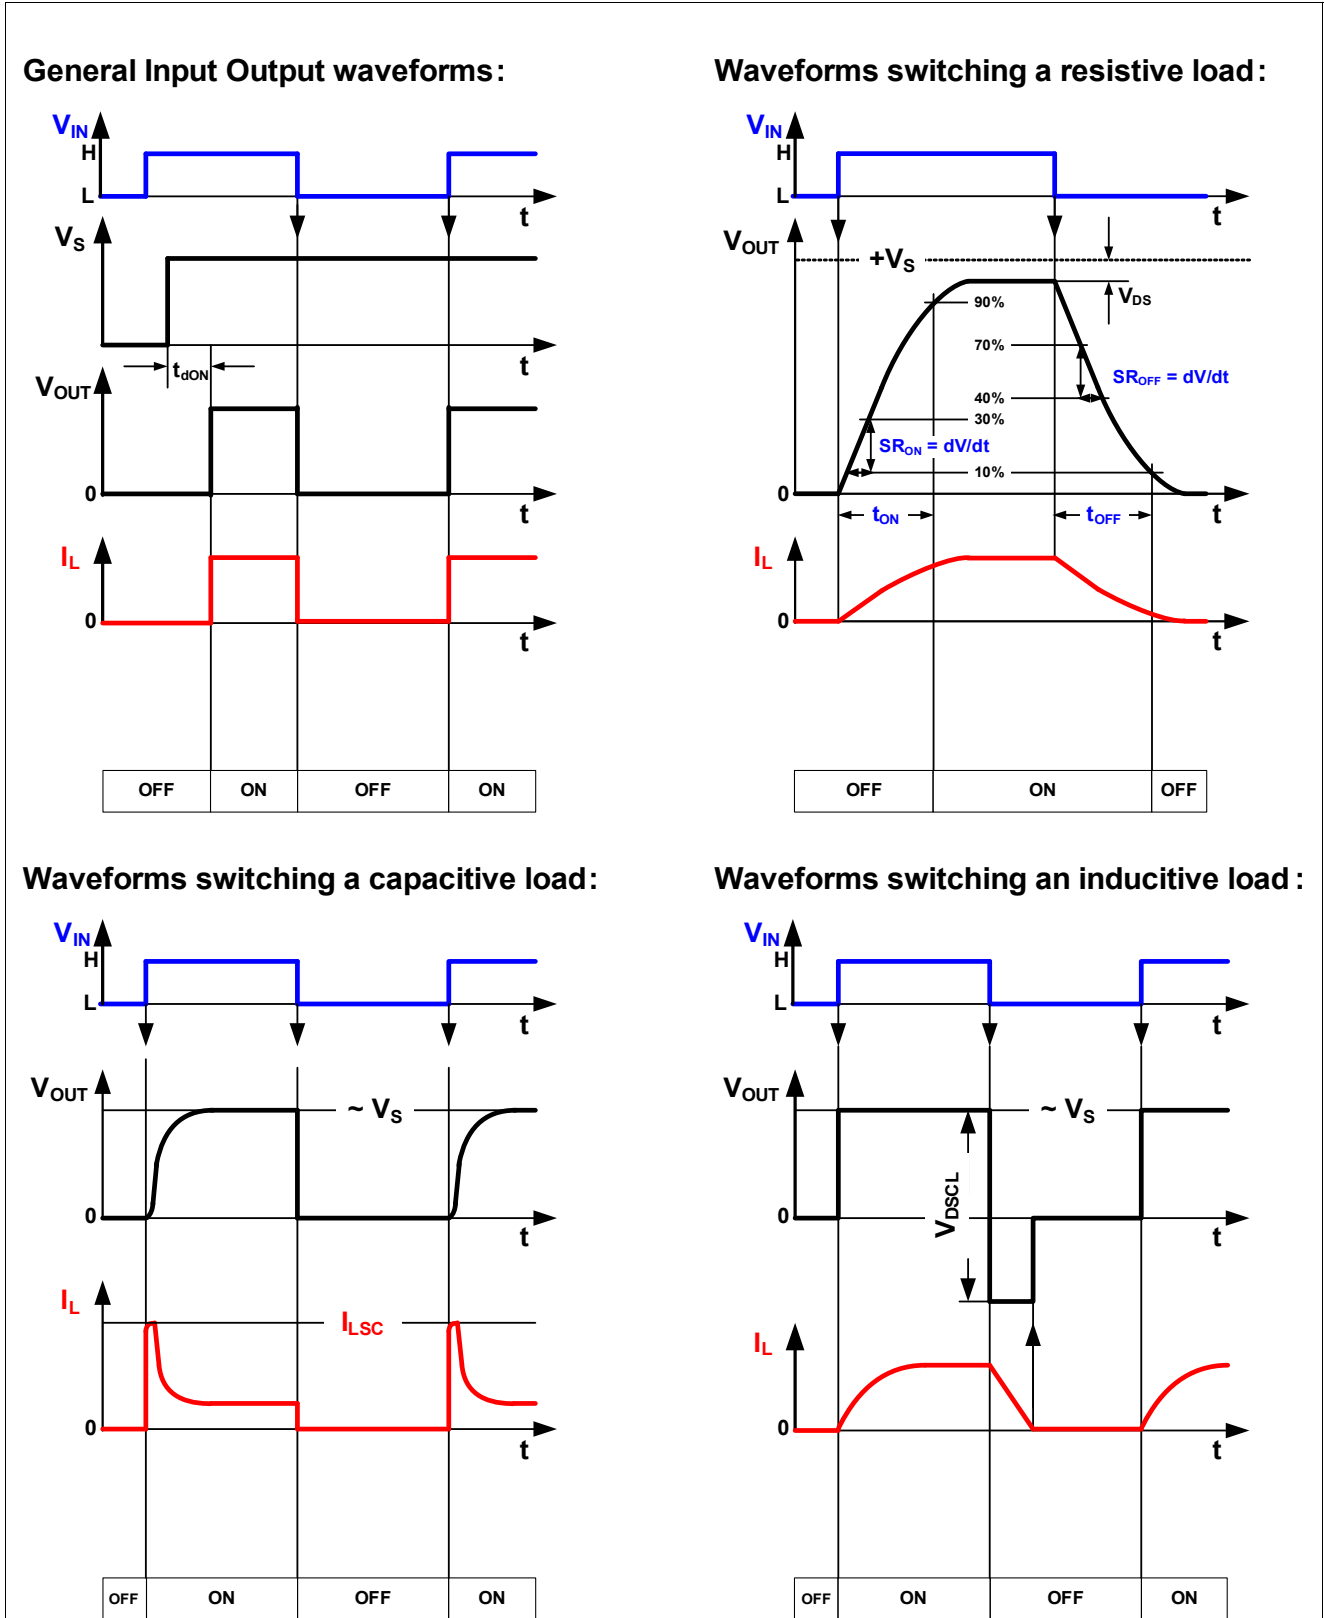 General Input Output waveforms:
VIN
H
L
t
VS
t
tdON
VOUT
0
t
IL
0
t
OFF ON OFF ON
Waveforms switching a resistive load:
VIN
H
L
t
VOUT
+VS
VDS
90%
70%
SROFF = dV/dt
40%
30%
SRON = dV/dt
10%
0
tON
tOFF
t
IL
0
t
OFF ON OFF
Waveforms switching a capacitive load:
VIN
H
L
t
VOUT
~ VS
0
t
IL
ILSC
0
t
OFF ON OFF ON
Waveforms switching an inducitive load:
VIN
H
L
t
VOUT
~ VS
VDSCL
0
t
IL
0
t
OFF ON OFF ON